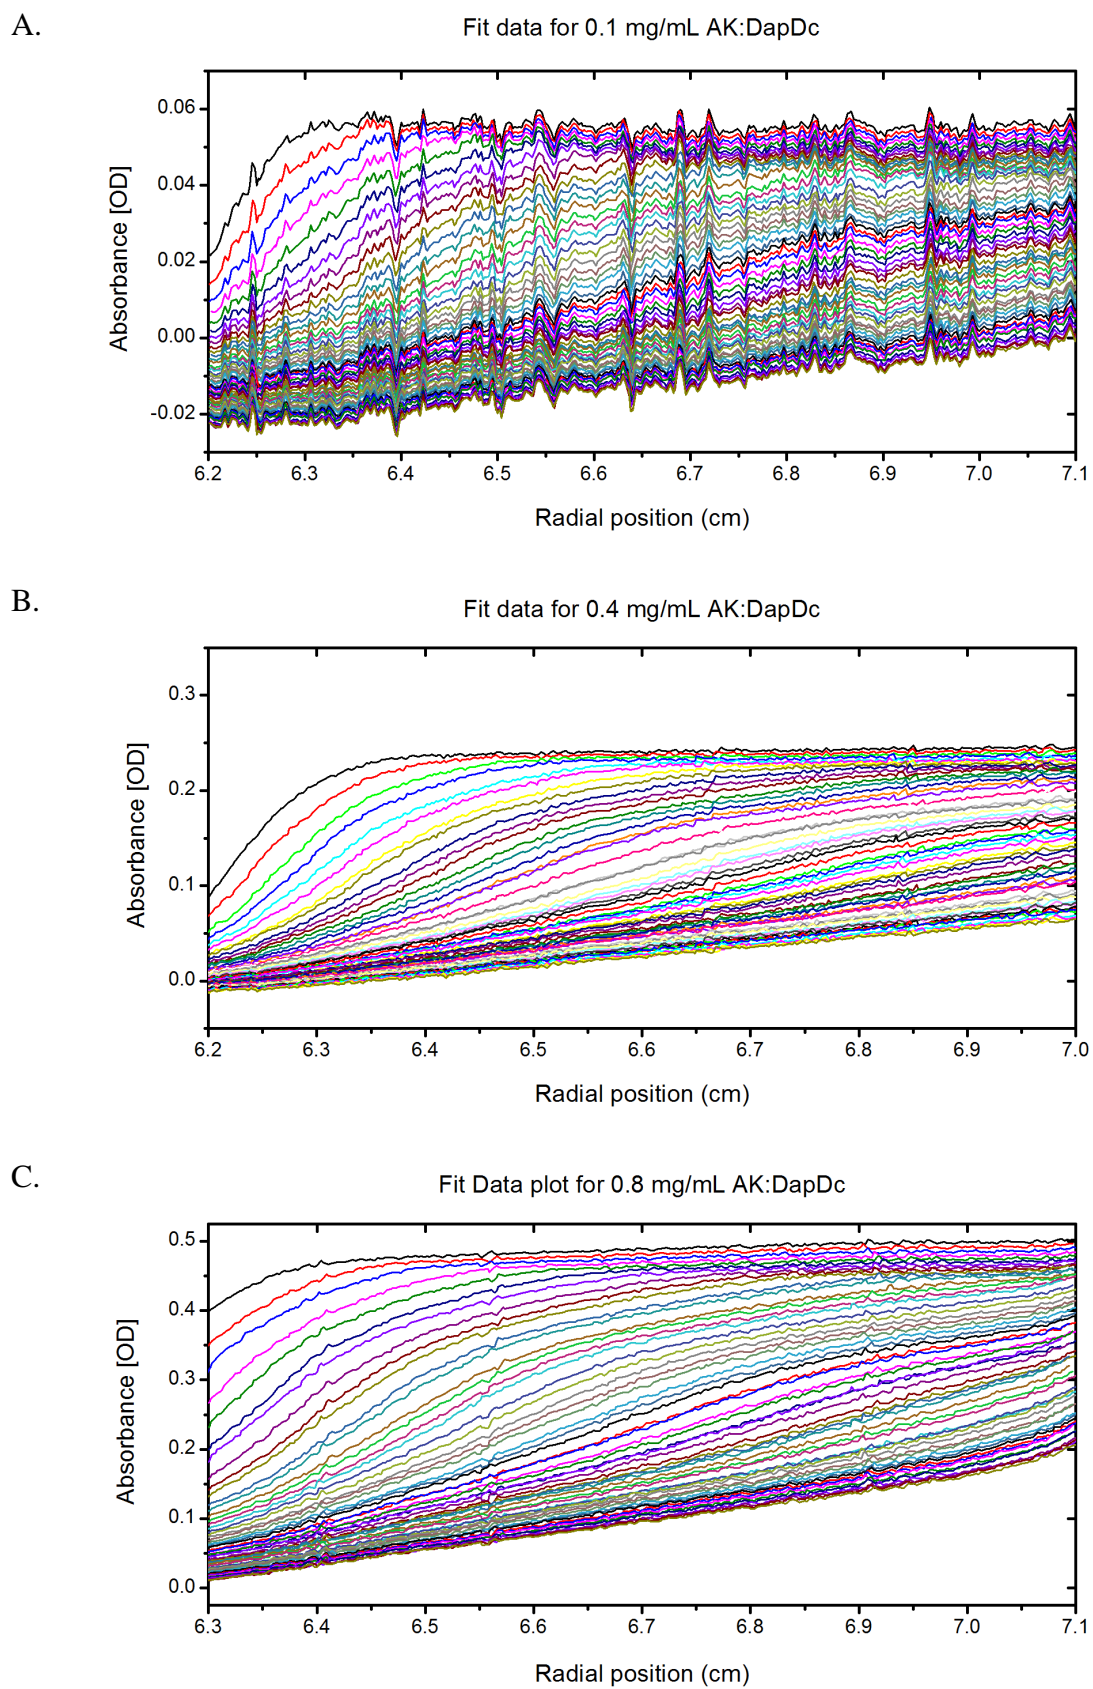 A.
Fit data for 0.1 mg/mL AK:DapDc
Absorbance [OD]
0.06
0.04
0.02
0.00
-0.02
6.2 6.3 6.4 6.5 6.6 6.7 6.8 6.9 7.0 7.1
Radial position (cm)
B.
Fit data for 0.4 mg/mL AK:DapDc
Absorbance [OD]
0.3
0.2
0.1
0.0
6.2 6.3 6.4 6.5 6.6 6.7 6.8 6.9 7.0
Radial position (cm)
C.
Fit Data plot for 0.8 mg/mL AK:DapDc
Absorbance [OD]
0.5
0.4
0.3
0.2
0.1
0.0
6.3 6.4 6.5 6.6 6.7 6.8 6.9 7.0 7.1
Radial position (cm)